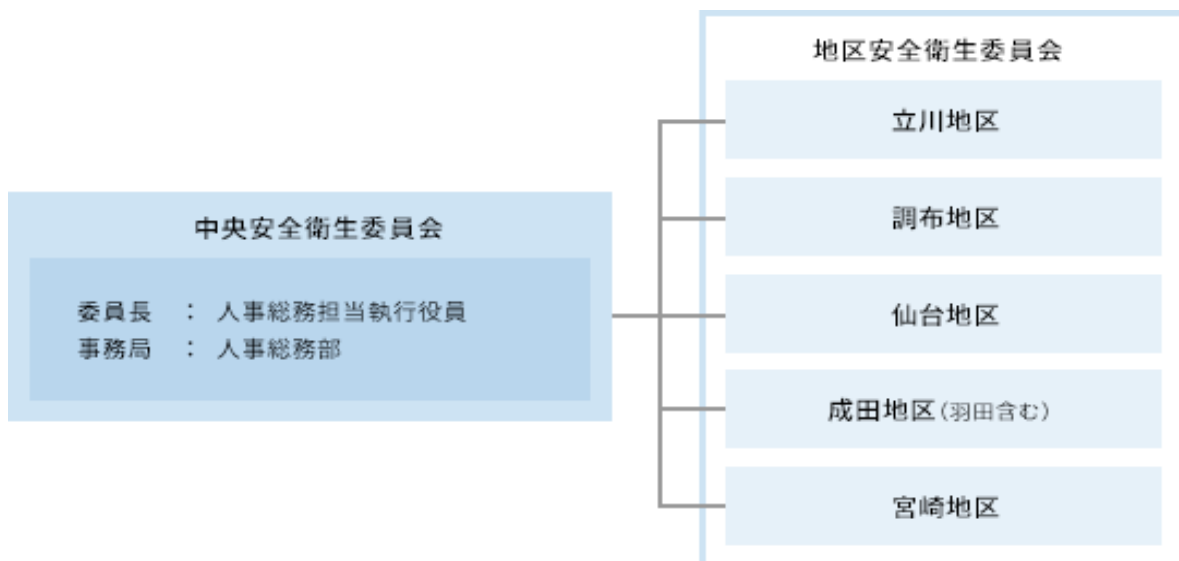 中央安全衛生委員会
委員長 ： 人事総務担当執行役員
事務局 ： 人事総務部
地区安全衛生委員会
立川地区
調布地区
仙台地区
成田地区（羽田含む）
宮崎地区